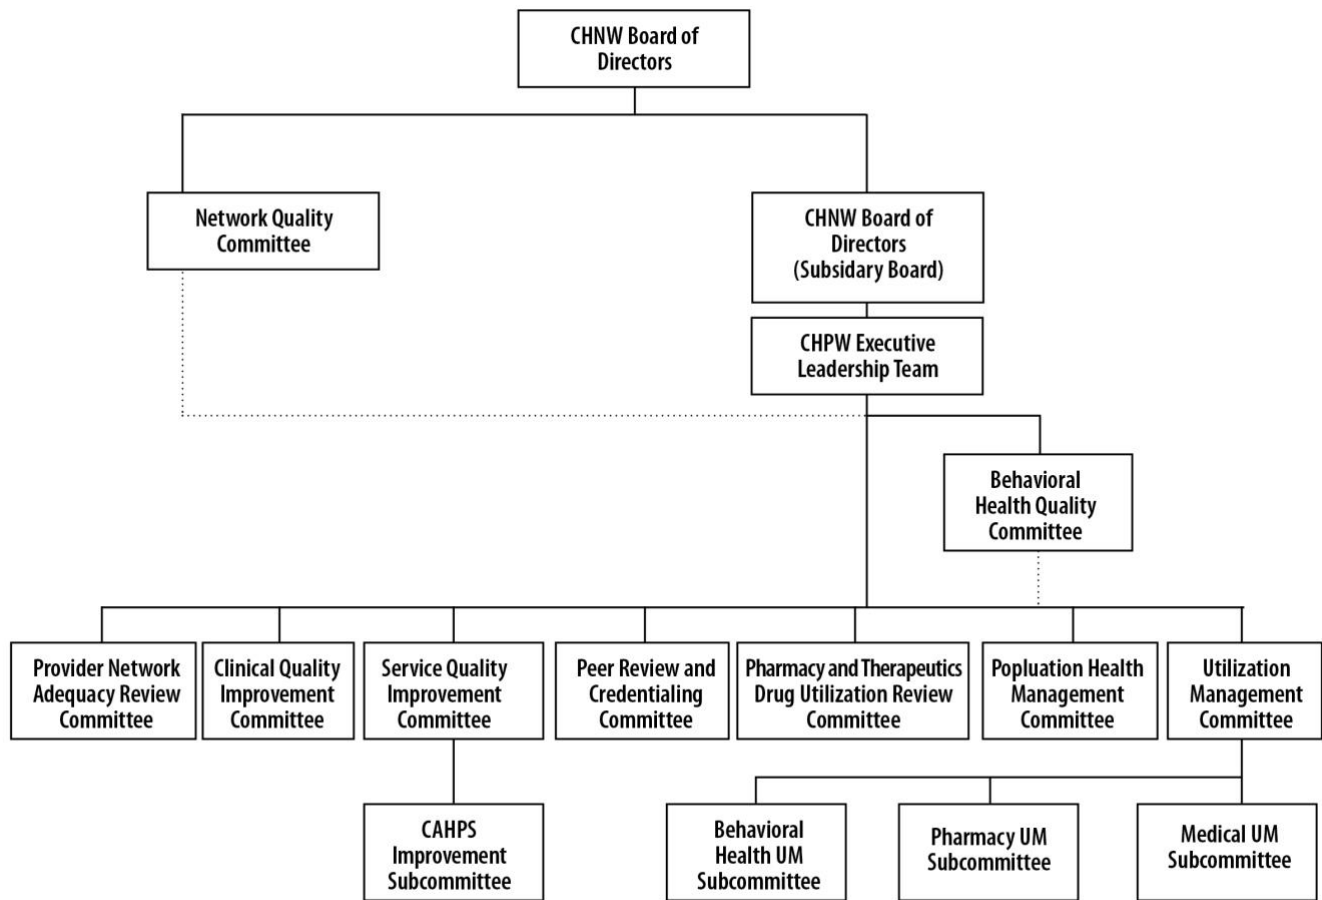 CHNW Board of
Directors
Network Quality
Committee
CHNW Board of
Directors
(Subsidary Board)
CHPW Executive
Leadership Team
Behavioral
Health Quality
Committee
Provider Network
Adequacy Review
Committee
Clinical Quality
Improvement
Committee
Service Quality
Improvement
Committee
Peer Review and
Credentialing
Committee
Pharmacy and Therapeutics
Drug Utilization Review
Committee
Popluation Health
Management
Committee
Utilization
Management
Committee
CAHPS
Improvement
Subcommittee
Behavioral
Health UM
Subcommittee
Pharmacy UM
Subcommittee
Medical UM
Subcommittee